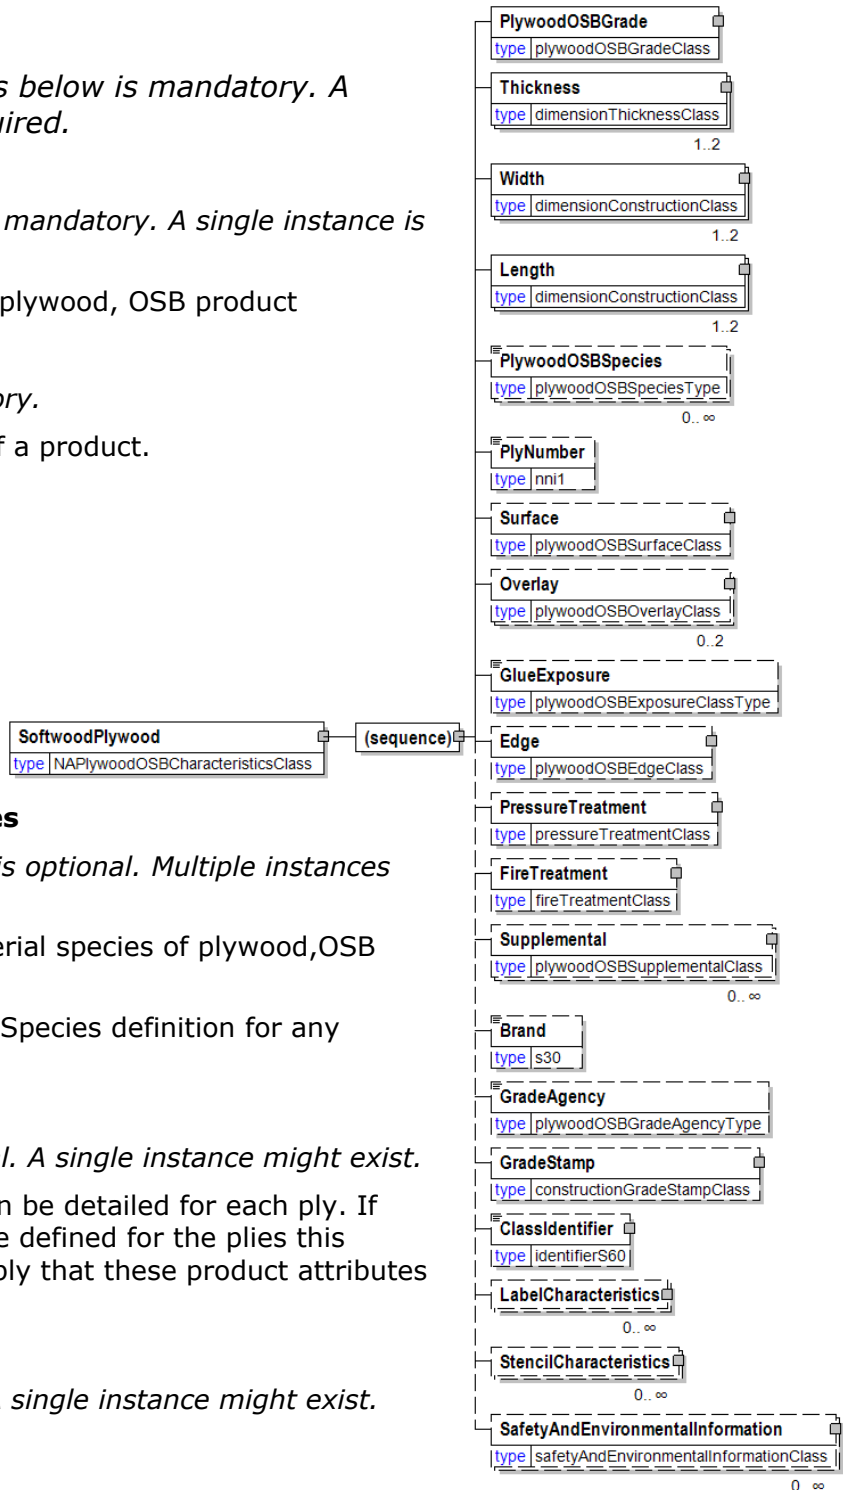 s below is mandatory. A
uired.
mandatory. A single instance is
plywood, OSB product
ory.
f a product.
es
is optional. Multiple instances
erial species of plywood,OSB
Species definition for any
l. A single instance might exist.
n be detailed for each ply. If
e defined for the plies this
ply that these product attributes
single instance might exist.
SoftwoodPlywood
type NAPlywoodOSBCharacteristicsClass
(sequence)
PlywoodOSBGrade
type plywoodOSBGradeClass
Thickness
type dimensionThicknessClass
1..2
Width
type dimensionConstructionClass
1..2
Length
type dimensionConstructionClass
1..2
PlywoodOSBSpecies
type plywoodOSBSpeciesType
0..∞
PlyNumber
type nni1
Surface
type plywoodOSBSurfaceClass
Overlay
type plywoodOSBOverlayClass
0..2
GlueExposure
type plywoodOSBExposureClassType
Edge
type plywoodOSBEdgeClass
PressureTreatment
type pressureTreatmentClass
FireTreatment
type fireTreatmentClass
Supplemental
type plywoodOSBSupplementalClass
0..∞
Brand
type s30
GradeAgency
type plywoodOSBGradeAgencyType
GradeStamp
type constructionGradeStampClass
ClassIdentifier
type identifierS60
LabelCharacteristics
0..∞
StencilCharacteristics
0..∞
SafetyAndEnvironmentalInformation
type safetyAndEnvironmentalInformationClass
0..∞